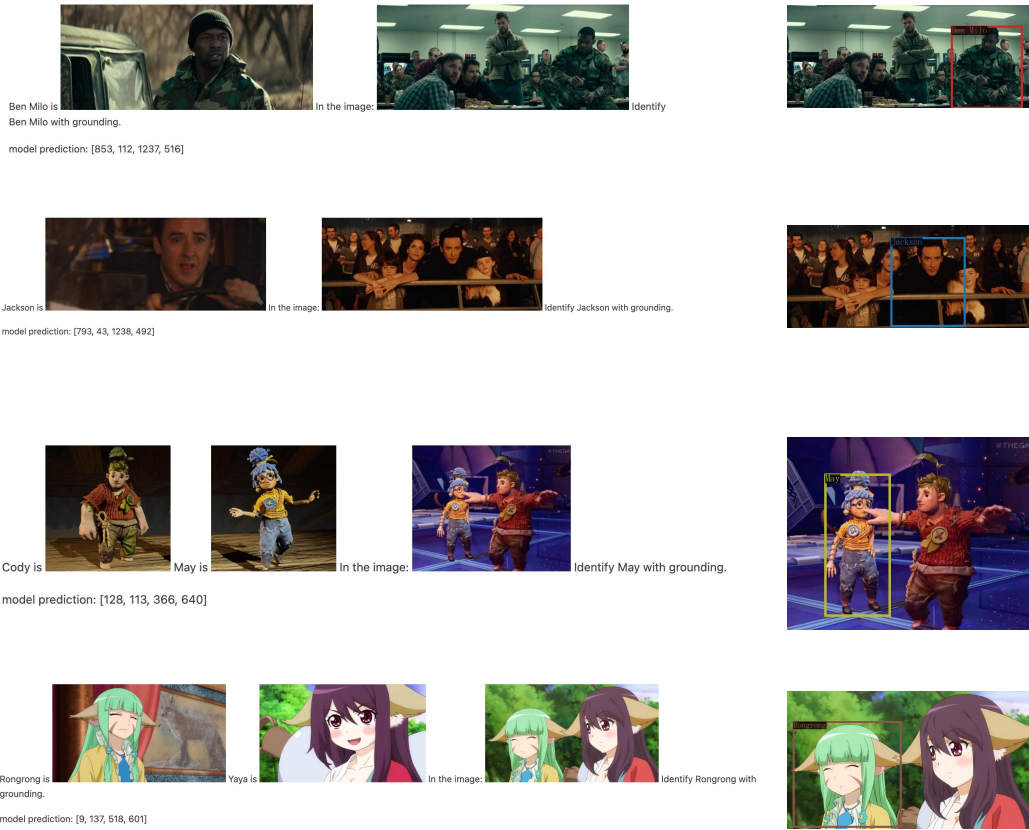 Ben Milo is In the image: Identify
Ben Milo with grounding.
model prediction: [853, 112, 1237, 516]
Ben Milo
Jackson is In the image: Identify Jackson with grounding.
model prediction: [793, 43, 1238, 492]
Jackson
Cody is May is In the image: Identify May with grounding.
model prediction: [128, 113, 366, 640]
#THEGA
#THEGA
May
Rongrong is Yaya is In the image: Identify Rongrong with
grounding.
model prediction: [9, 137, 518, 601]
Rongrong